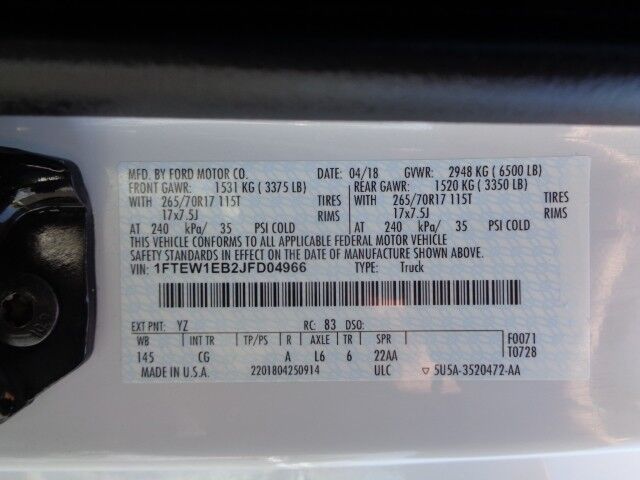 MFD. BY FORD MOTOR CO. 04/18 GVWR: 2948 KG ( 6500 LB)
FRONT GAWR: 1531 KG ( 3375 LB) REAR GAWR: 1520 KG ( 3350 LB)
WITH 265/70R17 115T TIRES WITH 265/70R17 115T TIRES
17x7.5J RIMS 17x7.5J RIMS
AT 240 kPa/ 35 PSI COLD AT 240 kPa/ 35 PSI COLD
THIS VEHICLE CONFORMS TO ALL APPLICABLE FEDERAL MOTOR VEHICLE
SAFETY STANDARDS IN EFFECT ON THE DATE OF MANUFACTURE SHOWN ABOVE.
VIN: 1FTEW1EB2JFD04966 TYPE: Truck
EXT PNT: YZ RC: 83 DSO: F0071
WB INT TR TP/PS R AXLE TR SPR T0728
145 CG A L6 6 22AA
2201804250914 ULC ▽ 5U5A-3520472-AA